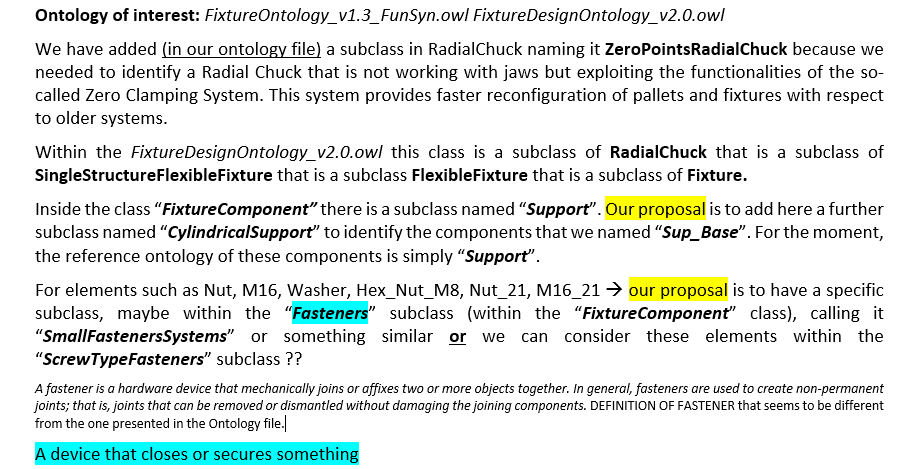 Ontology of interest: FixtureOntology_v1.3_FunSyn.owl FixtureDesignOntology_v2.0.owl
We have added (in our ontology file) a subclass in RadialChuck naming it ZeroPointsRadialChuck because we
needed to identify a Radial Chuck that is not working with jaws but exploiting the functionalities of the so-
called Zero Clamping System. This system provides faster reconfiguration of pallets and fixtures with respect
to older systems.
Within the FixtureDesignOntology_v2.0.owl this class is a subclass of RadialChuck that is a subclass of
SingleStructureFlexibleFixture that is a subclass FlexibleFixture that is a subclass of Fixture.
Inside the class “FixtureComponent” there is a subclass named “Support”. Our proposal is to add here a further
subclass named “CylindricalSupport” to identify the components that we named “Sup_Base”. For the moment,
the reference ontology of these components is simply “Support”.
For elements such as Nut, M16, Washer, Hex_Nut_M8, Nut_21, M16_21 → our proposal is to have a specific
subclass, maybe within the “Fasteners” subclass (within the “FixtureComponent” class), calling it
“SmallFastenersSystems” or something similar or we can consider these elements within the
“ScrewTypeFasteners” subclass ??
A fastener is a hardware device that mechanically joins or affixes two or more objects together. In general, fasteners are used to create non-permanent
joints; that is, joints that can be removed or dismantled without damaging the joining components. DEFINITION OF FASTENER that seems to be different
from the one presented in the Ontology file.
A device that closes or secures something